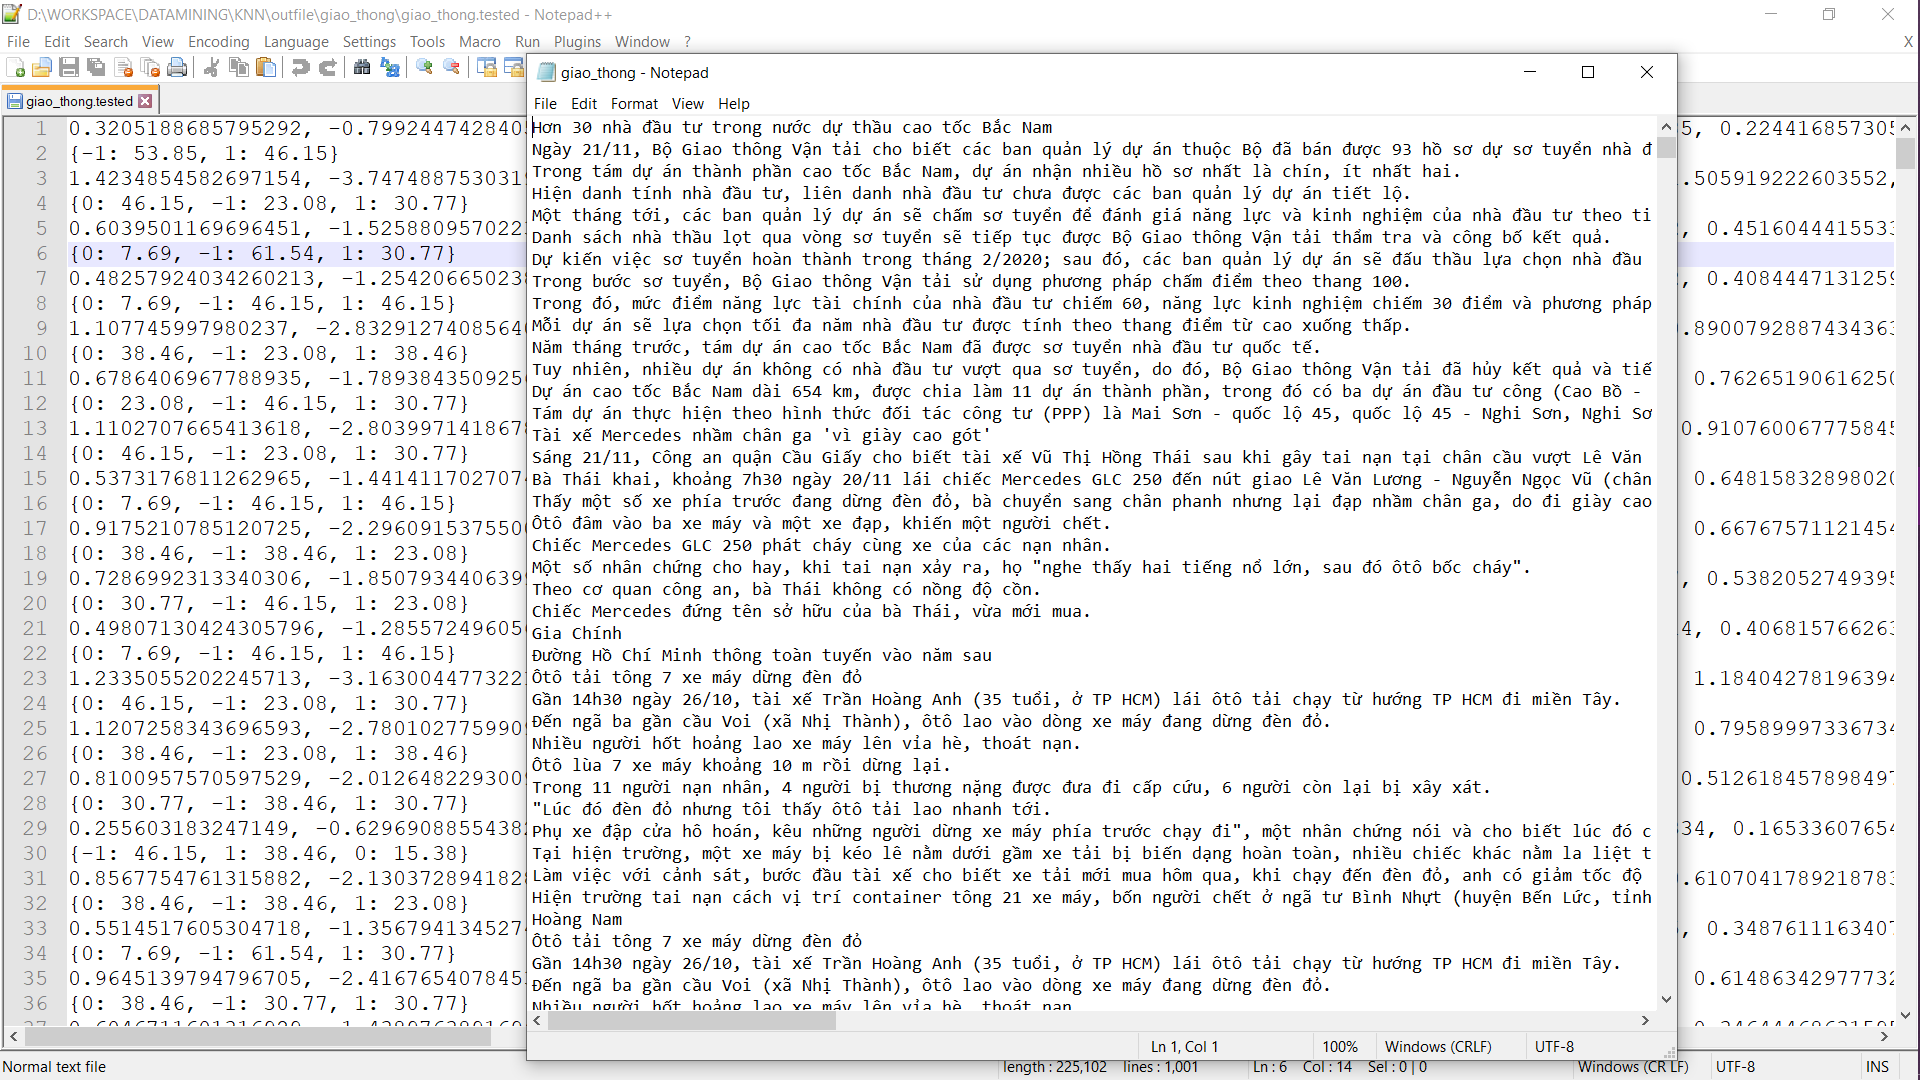 D:\WORKSPACE\DATAMINING\KNN\outfile\giao_thong\giao_thong.tested - Notepad++
File Edit Search View Encoding Language Settings Tools Macro Run Plugins Window ? X
giao_thong.tested
1 0.3205188685795292, -0.799244742840
2 {-1: 53.85, 1: 46.15}
3 1.4234854582697154, -3.747488753031
4 {0: 46.15, -1: 23.08, 1: 30.77}
5 0.6039501169696451, -1.525880957022
6 {0: 7.69, -1: 61.54, 1: 30.77}
7 0.48257924034260213, -1.25420665023
8 {0: 7.69, -1: 46.15, 1: 46.15}
9 1.107745997980237, -2.8329127408564
10 {0: 38.46, -1: 23.08, 1: 38.46}
11 0.6786406967788935, -1.789384350925
12 {0: 23.08, -1: 46.15, 1: 30.77}
13 1.1102707665413618, -2.803997141867
14 {0: 46.15, -1: 23.08, 1: 30.77}
15 0.5373176811262965, -1.441411702707
16 {0: 7.69, -1: 46.15, 1: 46.15}
17 0.9175210785120725, -2.296091537550
18 {0: 38.46, -1: 38.46, 1: 23.08}
19 0.7286992313340306, -1.850793440639
20 {0: 30.77, -1: 46.15, 1: 23.08}
21 0.49807130424305796, -1.28557249605
22 {0: 7.69, -1: 46.15, 1: 46.15}
23 1.2335055202245713, -3.163004477322
24 {0: 46.15, -1: 23.08, 1: 30.77}
25 1.1207258343696593, -2.780102775990
26 {0: 38.46, -1: 23.08, 1: 38.46}
27 0.8100957570597529, -2.012648229300
28 {0: 30.77, -1: 38.46, 1: 30.77}
29 0.255603183247149, -0.6296908855438
30 {-1: 46.15, 1: 38.46, 0: 15.38}
31 0.8567754761315882, -2.130372894182
32 {0: 38.46, -1: 38.46, 1: 23.08}
33 0.5514517605304718, -1.356794134527
34 {0: 7.69, -1: 61.54, 1: 30.77}
35 0.9645139794796705, -2.416765407845
36 {0: 38.46, -1: 30.77, 1: 30.77}
giao_thong - Notepad
File Edit Format View Help
Hơn 30 nhà đầu tư trong nước dự thầu cao tốc Bắc Nam
Ngày 21/11, Bộ Giao thông Vận tải cho biết các ban quản lý dự án thuộc Bộ đã bán được 93 hồ sơ dự sơ tuyển nhà đ
Trong tám dự án thành phần cao tốc Bắc Nam, dự án nhận nhiều hồ sơ nhất là chín, ít nhất hai.
Hiện danh tính nhà đầu tư, liên danh nhà đầu tư chưa được các ban quản lý dự án tiết lộ.
Một tháng tới, các ban quản lý dự án sẽ chấm sơ tuyển để đánh giá năng lực và kinh nghiệm của nhà đầu tư theo ti
Danh sách nhà thầu lọt qua vòng sơ tuyển sẽ tiếp tục được Bộ Giao thông Vận tải thẩm tra và công bố kết quả.
Dự kiến việc sơ tuyển hoàn thành trong tháng 2/2020; sau đó, các ban quản lý dự án sẽ đấu thầu lựa chọn nhà đầu
Trong bước sơ tuyển, Bộ Giao thông Vận tải sử dụng phương pháp chấm điểm theo thang 100.
Trong đó, mức điểm năng lực tài chính của nhà đầu tư chiếm 60, năng lực kinh nghiệm chiếm 30 điểm và phương pháp
Mỗi dự án sẽ lựa chọn tối đa năm nhà đầu tư được tính theo thang điểm từ cao xuống thấp.
Năm tháng trước, tám dự án cao tốc Bắc Nam đã được sơ tuyển nhà đầu tư quốc tế.
Tuy nhiên, nhiều dự án không có nhà đầu tư vượt qua sơ tuyển, do đó, Bộ Giao thông Vận tải đã hủy kết quả và tiế
Dự án cao tốc Bắc Nam dài 654 km, được chia làm 11 dự án thành phần, trong đó có ba dự án đầu tư công (Cao Bồ -
Tám dự án thực hiện theo hình thức đối tác công tư (PPP) là Mai Sơn - quốc lộ 45, quốc lộ 45 - Nghi Sơn, Nghi Sơ
Tài xế Mercedes nhầm chân ga 'vì giày cao gót'
Sáng 21/11, Công an quận Cầu Giấy cho biết tài xế Vũ Thị Hồng Thái sau khi gây tai nạn tại chân cầu vượt Lê Văn
Bà Thái khai, khoảng 7h30 ngày 20/11 lái chiếc Mercedes GLC 250 đến nút giao Lê Văn Lương - Nguyễn Ngọc Vũ (chân
Thấy một số xe phía trước đang dừng đèn đỏ, bà chuyển sang chân phanh nhưng lại đạp nhầm chân ga, do đi giày cao
Ôtô đâm vào ba xe máy và một xe đạp, khiến một người chết.
Chiếc Mercedes GLC 250 phát cháy cùng xe của các nạn nhân.
Một số nhân chứng cho hay, khi tai nạn xảy ra, họ "nghe thấy hai tiếng nổ lớn, sau đó ôtô bốc cháy".
Theo cơ quan công an, bà Thái không có nồng độ cồn.
Chiếc Mercedes đứng tên sở hữu của bà Thái, vừa mới mua.
Gia Chính
Đường Hồ Chí Minh thông toàn tuyến vào năm sau
Ôtô tải tông 7 xe máy dừng đèn đỏ
Gần 14h30 ngày 26/10, tài xế Trần Hoàng Anh (35 tuổi, ở TP HCM) lái ôtô tải chạy từ hướng TP HCM đi miền Tây.
Đến ngã ba gần cầu Voi (xã Nhị Thành), ôtô lao vào dòng xe máy đang dừng đèn đỏ.
Nhiều người hốt hoảng lao xe máy lên vỉa hè, thoát nạn.
Ôtô lùa 7 xe máy khoảng 10 m rồi dừng lại.
Trong 11 người nạn nhân, 4 người bị thương nặng được đưa đi cấp cứu, 6 người còn lại bị xây xát.
"Lúc đó đèn đỏ nhưng tôi thấy ôtô tải lao nhanh tới.
Phụ xe đập cửa hô hoán, kêu những người dừng xe máy phía trước chạy đi", một nhân chứng nói và cho biết lúc đó c
Tại hiện trường, một xe máy bị kéo lê nằm dưới gầm xe tải bị biến dạng hoàn toàn, nhiều chiếc khác nằm la liệt t
Làm việc với cảnh sát, bước đầu tài xế cho biết xe tải mới mua hôm qua, khi chạy đến đèn đỏ, anh có giảm tốc độ
Hiện trường tai nạn cách vị trí container tông 21 xe máy, bốn người chết ở ngã tư Bình Nhựt (huyện Bến Lức, tỉnh
Hoàng Nam
Ôtô tải tông 7 xe máy dừng đèn đỏ
Gần 14h30 ngày 26/10, tài xế Trần Hoàng Anh (35 tuổi, ở TP HCM) lái ôtô tải chạy từ hướng TP HCM đi miền Tây.
Đến ngã ba gần cầu Voi (xã Nhị Thành), ôtô lao vào dòng xe máy đang dừng đèn đỏ.
Nhiều người hốt hoảng lao xe máy lên vỉa hè, thoát nạn
Ln 1, Col 1 100% Windows (CRLF) UTF-8
5, 0.224416857305
.505919222603552,
, 0.451604441553
, 0.408444713125
.890079288743436
0.76265190616250
0.91076006777584
0.64815832898020
0.66767571121454
, 0.538205274939
4, 0.40681576626
1.18404278196394
0.79589997336734
0.51261845789849
334, 0.16533607654
.610704178921878
, 0.348761116340
0.61486342977732
Normal text file length : 225,102 lines : 1,001 Ln : 6 Col : 14 Sel : 0 | 0 Windows (CR LF) UTF-8 INS